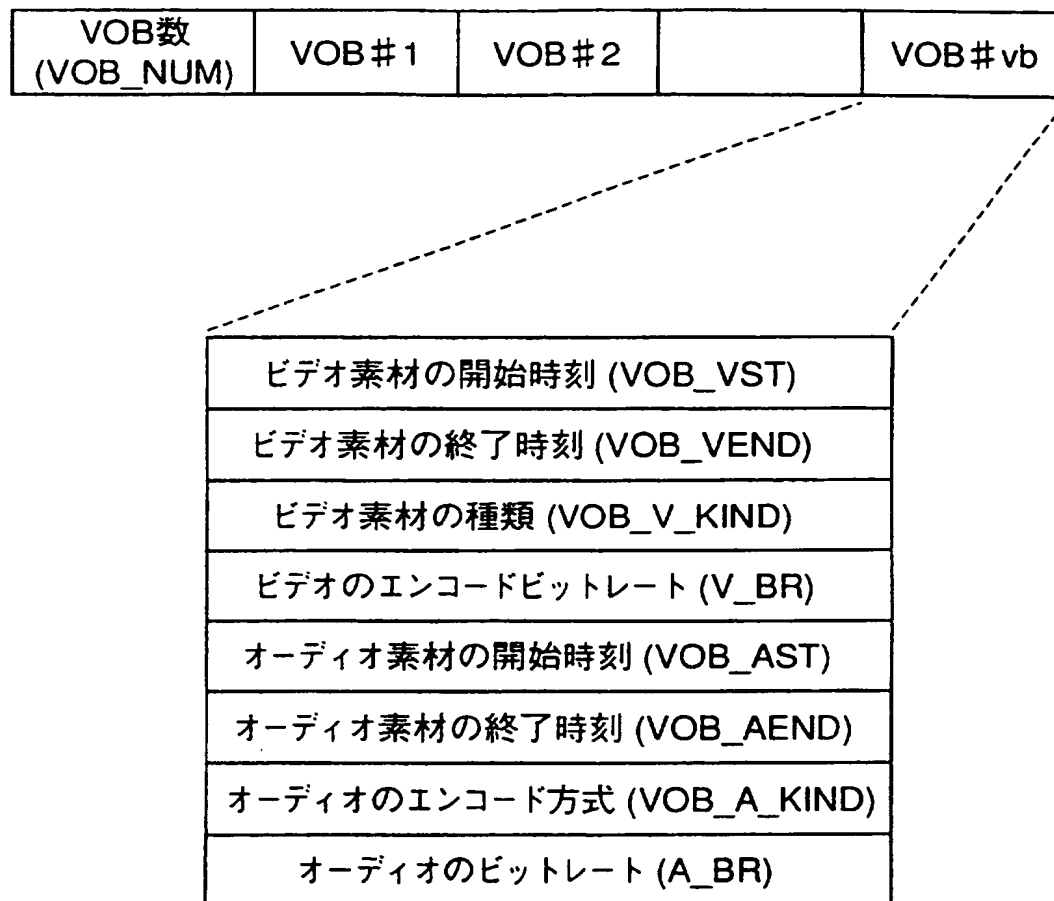 VOB数
(VOB_NUM)
VOB♯1
VOB♯2
VOB♯vb
ビデオ素材の開始時刻 (VOB_VST)
ビデオ素材の終了時刻 (VOB_VEND)
ビデオ素材の種類 (VOB_V_KIND)
ビデオのエンコードビットレート (V_BR)
オーディオ素材の開始時刻 (VOB_AST)
オーディオ素材の終了時刻 (VOB_AEND)
オーディオのエンコード方式 (VOB_A_KIND)
オーディオのビットレート (A_BR)